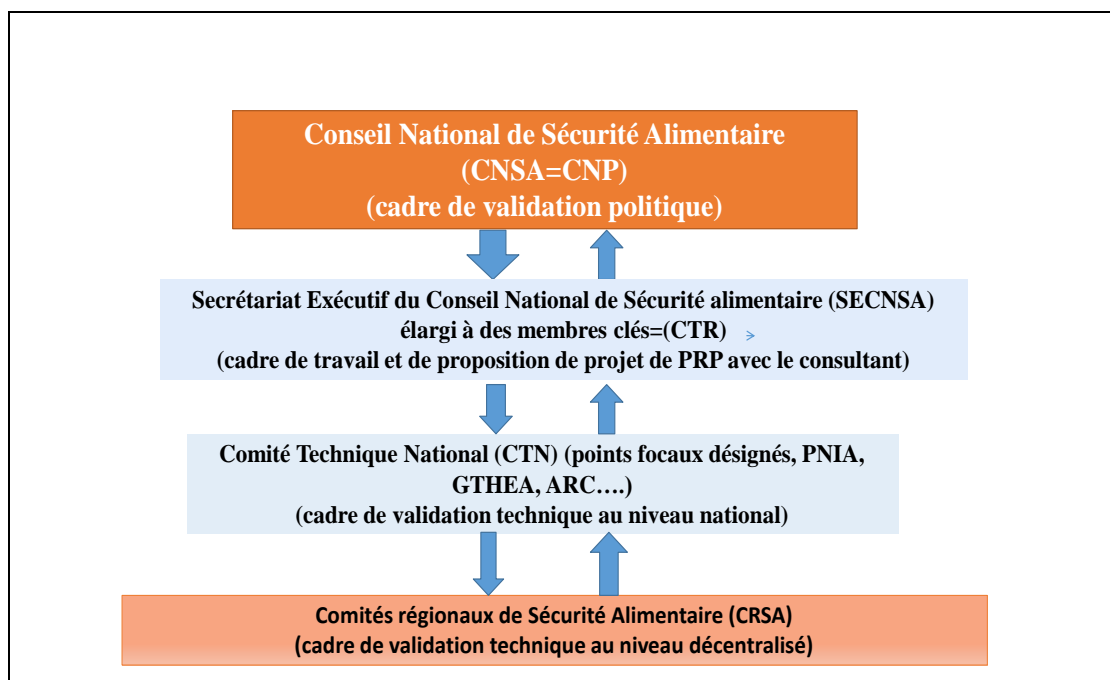 Conseil National de Sécurité Alimentaire
(CNSA=CNP)
(cadre de validation politique)
Secrétariat Exécutif du Conseil National de Sécurité alimentaire (SECNSA)
élargi à des membres clés=(CTR)
(cadre de travail et de proposition de projet de PRP avec le consultant)
Comité Technique National (CTN) (points focaux désignés, PNIA,
GTHEA, ARC….)
(cadre de validation technique au niveau national)
Comités régionaux de Sécurité Alimentaire (CRSA)
(cadre de validation technique au niveau décentralisé)